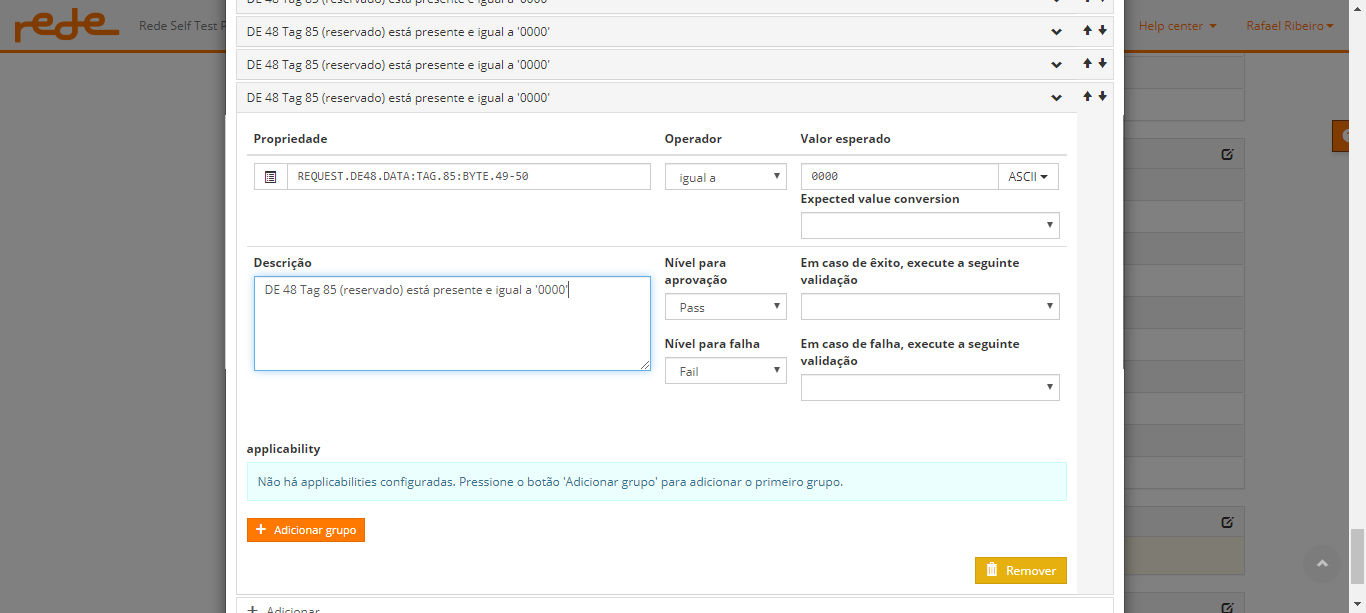 DE 48 Tag 85 (reservado) está presente e igual a '0000'
rede
Rede Self Test
Help center
Rafael Ribeiro
DE 48 Tag 85 (reservado) está presente e igual a '0000'
DE 48 Tag 85 (reservado) está presente e igual a '0000'
DE 48 Tag 85 (reservado) está presente e igual a '0000'
Propriedade
Operador
Valor esperado
REQUEST.DE48.DATA:TAG.85:BYTE.49-50
igual a
0000
ASCII
Expected value conversion
Descrição
Nível para
aprovação
Em caso de êxito, execute a seguinte
validação
DE 48 Tag 85 (reservado) está presente e igual a '0000'
Pass
Nível para falha
Em caso de falha, execute a seguinte
validação
Fail
applicability
Não há applicabilities configuradas. Pressione o botão 'Adicionar grupo' para adicionar o primeiro grupo.
+ Adicionar grupo
Remover
+ Adicionar